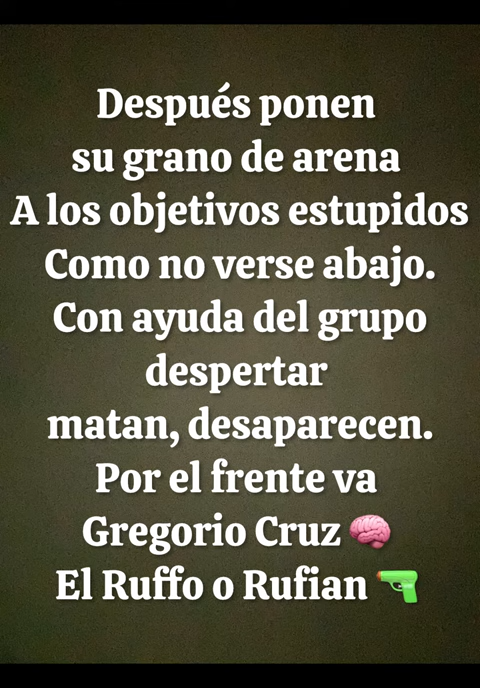 Después ponen
su grano de arena
A los objetivos estupidos
Como no verse abajo.
Con ayuda del grupo
despertar
matan, desaparecen.
Por el frente va
Gregorio Cruz 🧠
El Ruffo o Rufian 🔫